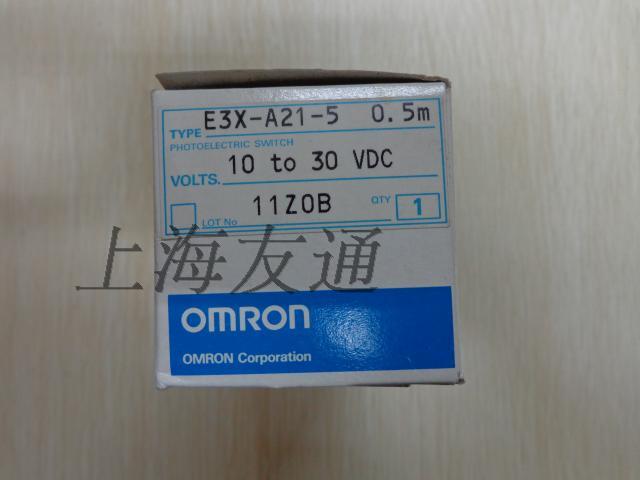 TYPE E3X-A21-5 0.5m
PHOTOELECTRIC SWITCH
VOLTS. 10 to 30 VDC
LOT No 11Z0B QTY 1
上海友通
OMRON
OMRON Corporation